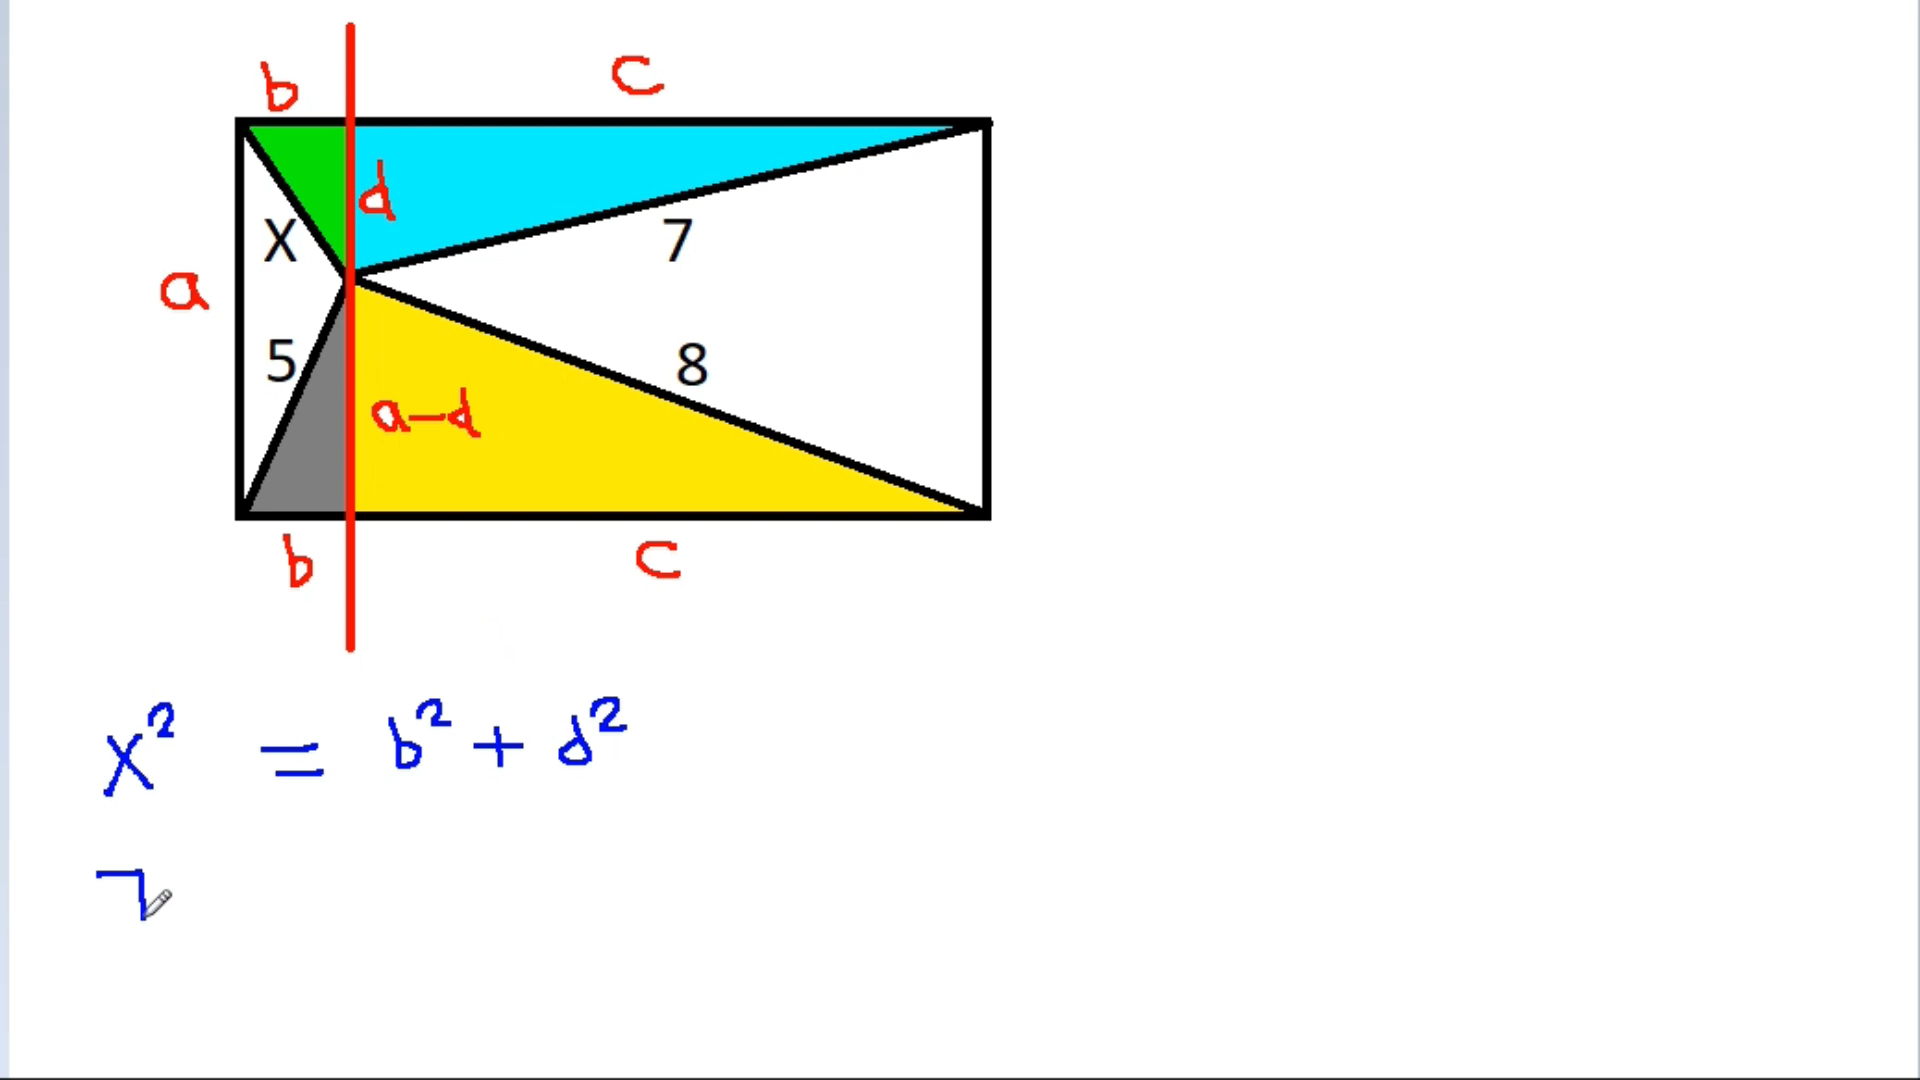 b c
d
X 7
a
5 8
a-d
b c
x² = b² + d²
7